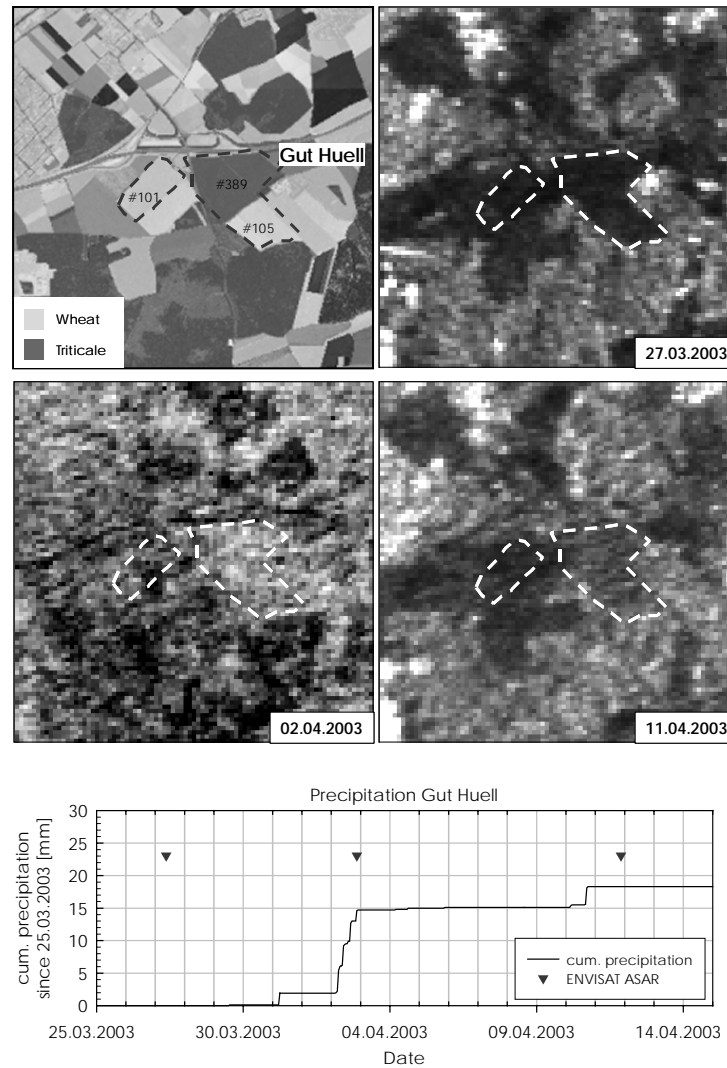 Gut Huell
#101
#389
#105
Wheat
Triticale
27.03.2003
02.04.2003
11.04.2003
Precipitation Gut Huell
cum. precipitation
since 25.03.2003 [mm]
30
25
20
15
10
5
0
cum. precipitation
ENVISAT ASAR
25.03.2003 30.03.2003 04.04.2003 09.04.2003 14.04.2003
Date